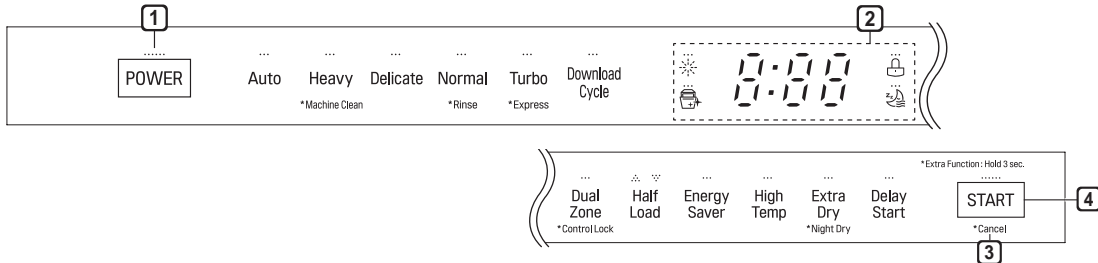 1
2
POWER
Auto Heavy Delicate Normal Turbo Download Cycle
*Machine Clean *Rinse *Express
8:88
*Extra Function: Hold 3 sec.
Dual Zone Half Load Energy Saver High Temp Extra Dry Delay Start START
*Control Lock *Night Dry *Cancel
4
3